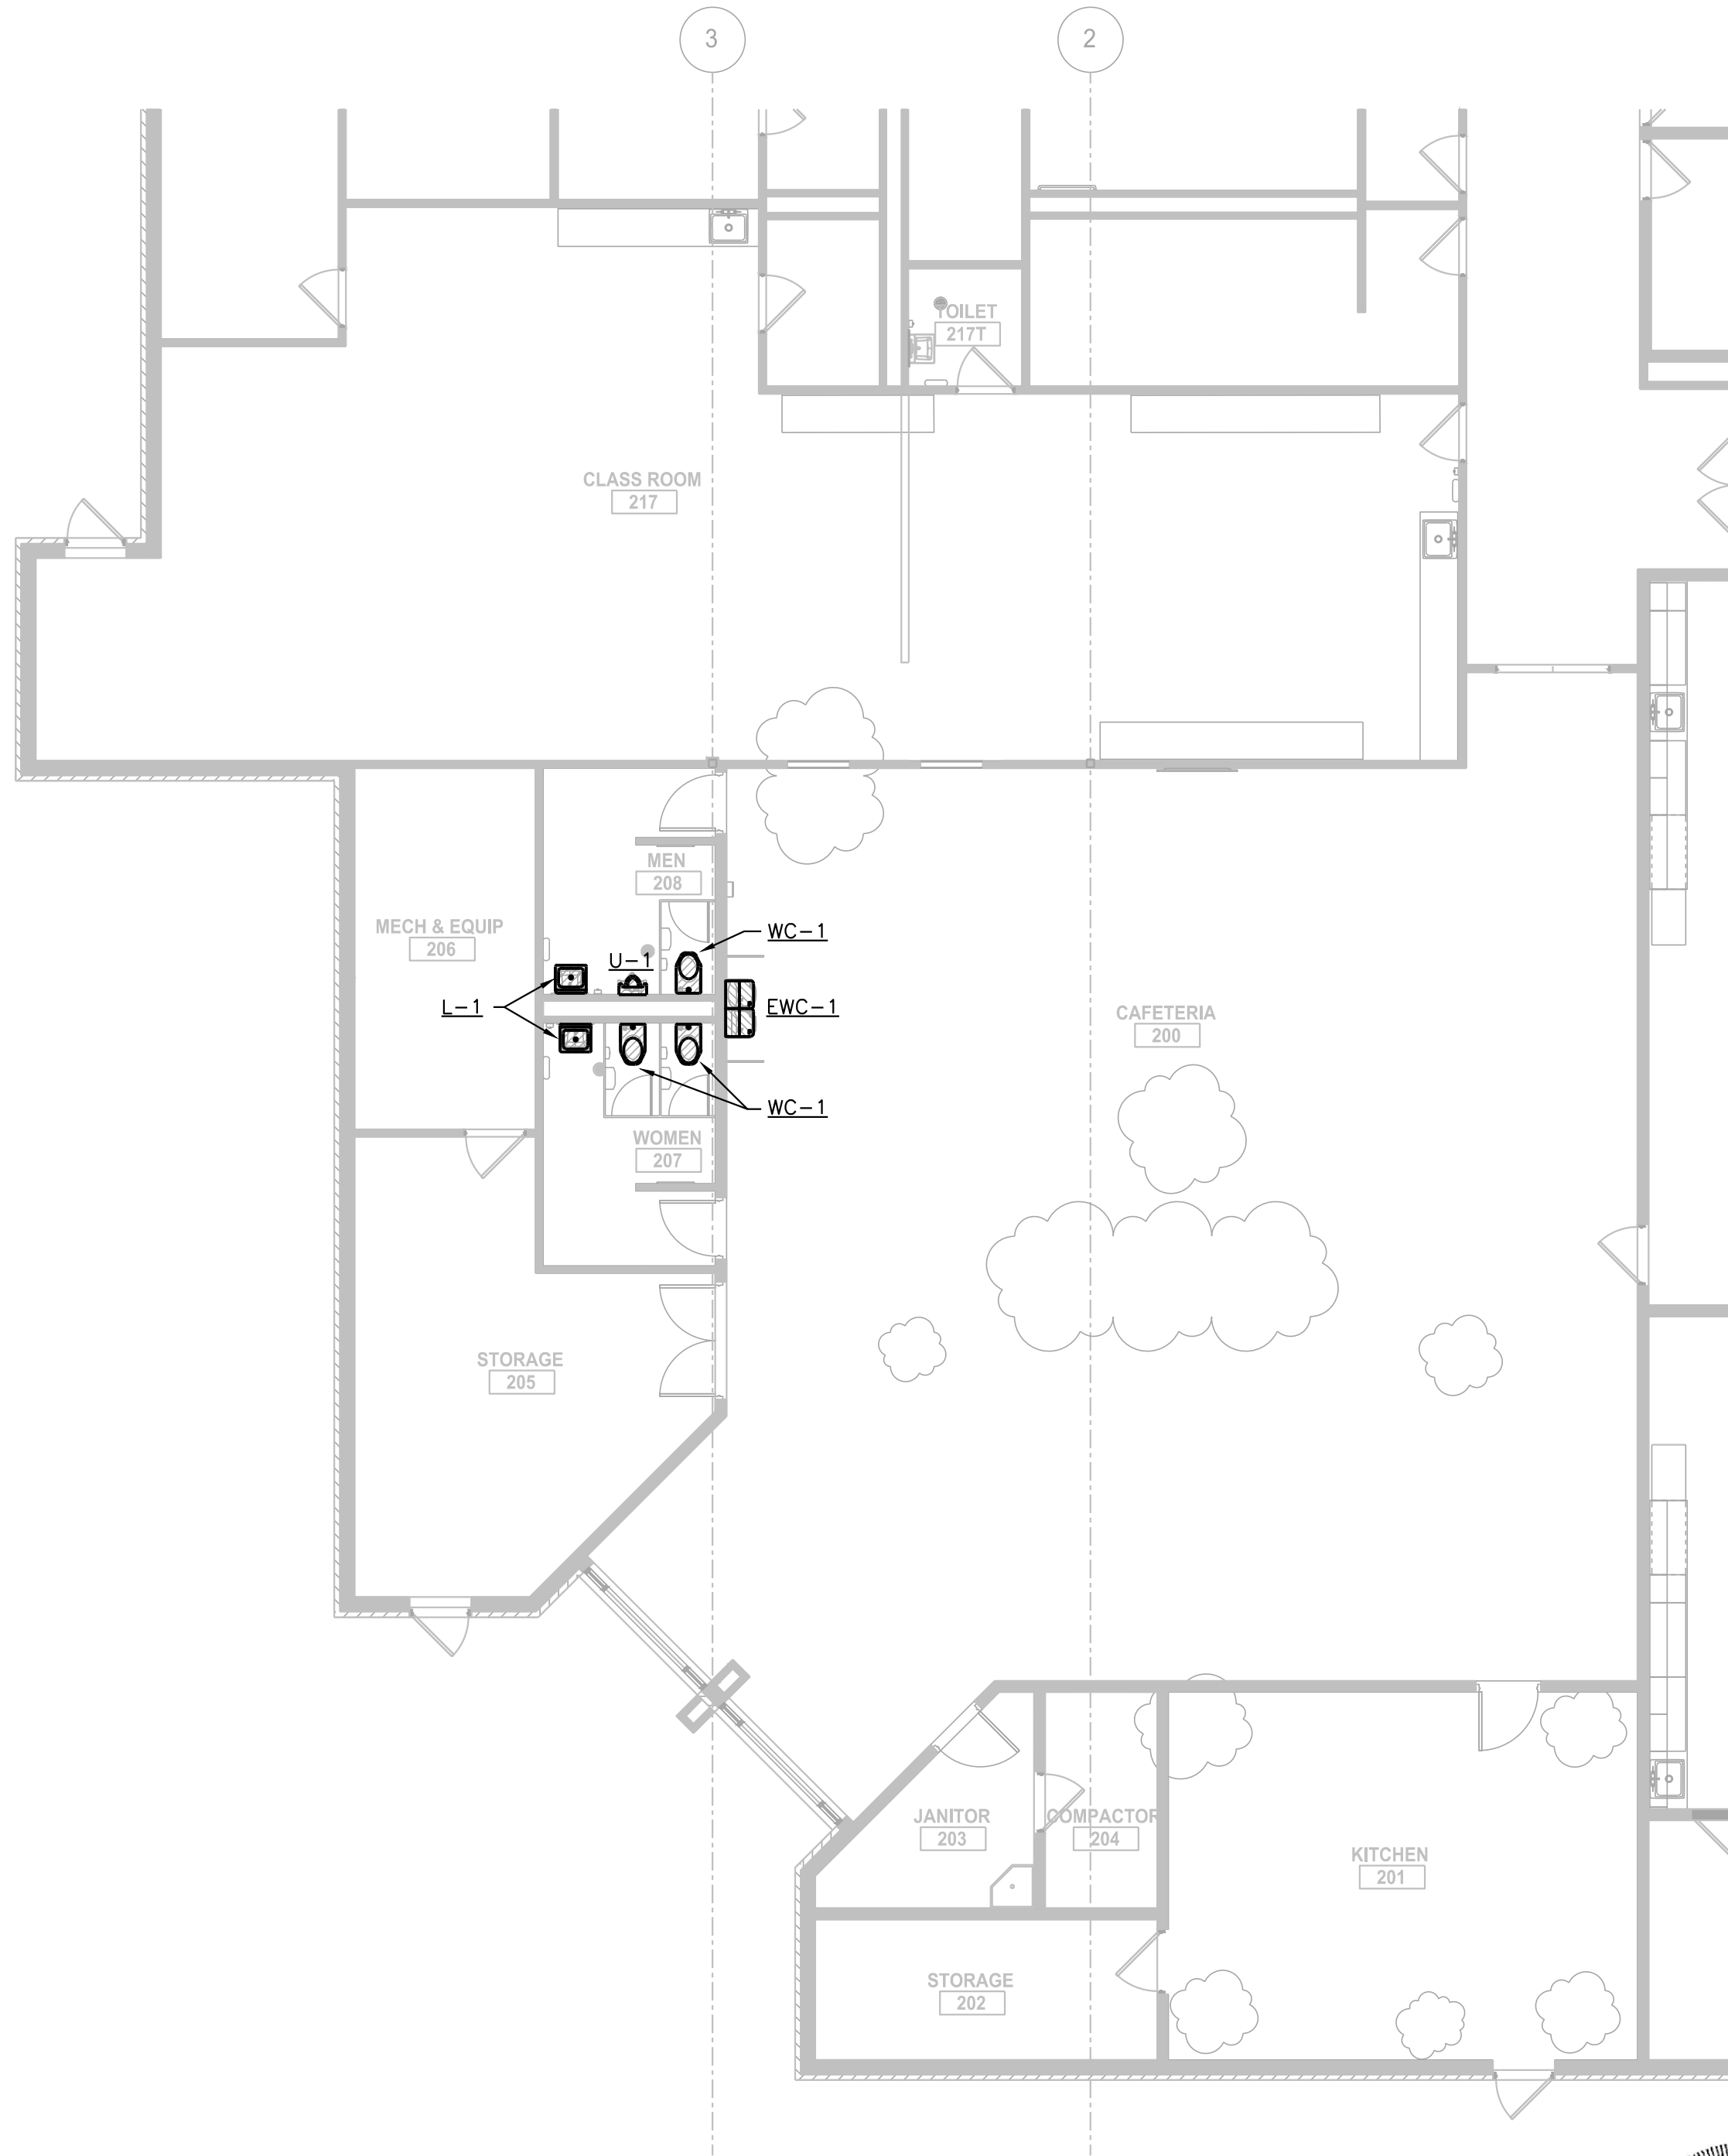 3
2
TOILET
217T
CLASS ROOM
217
MEN
208
MECH & EQUIP
206
WC-1
U-1
L-1
EWC-1
CAFETERIA
200
WC-1
WOMEN
207
STORAGE
205
JANITOR
203
COMPACTOR
204
KITCHEN
201
STORAGE
202